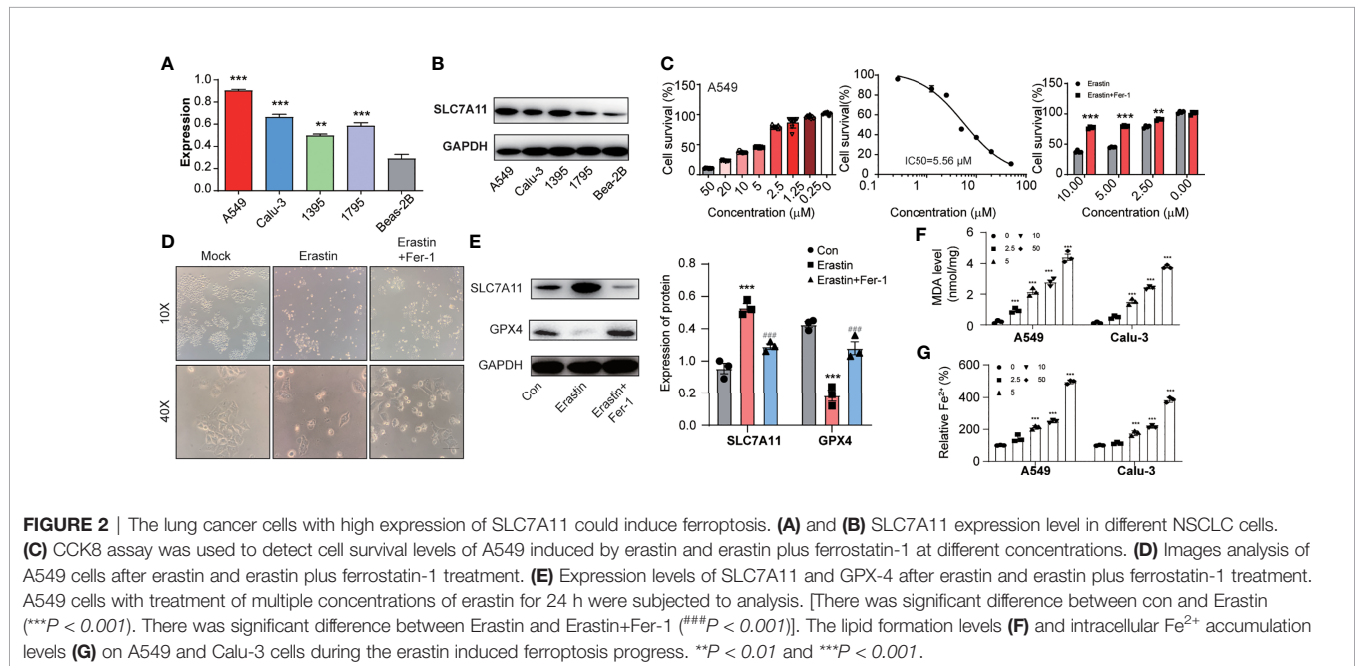 A
Expression
1.0
0.8
0.6
0.4
0.2
0.0
***
***
**
***
A549
Calu-3
1395
1795
Beas-2B
B
SLC7A11
GAPDH
A549
Calu-3
1395
1795
Bea-2B
C
A549
Cell survival (%)
100
80
60
40
20
0
50
20
10
5
2.5
1.25
0.25
0
Concentration (μM)
Cell survival(%)
100
80
60
40
20
0
IC50=5.56 μM
0.1
1
10
100
Concentration (μM)
Erastin
Erastin+Fer-1
Cell survival (%)
100
80
60
40
20
0
***
***
**
10.00
5.00
2.50
0.00
Concentration (μM)
D
Mock
Erastin
Erastin
+Fer-1
10X
40X
E
SLC7A11
GPX4
GAPDH
Con
Erastin
Erastin+
Fer-1
Con
Erastin
Erastin+Fer-1
Expression of protein
0.8
0.6
0.4
1.0
0.2
0.0
***
###
***
###
SLC7A11
GPX4
F
0
10
2.5
50
5
MDA level
(nmol/mg)
6
4
2
0
***
***
***
***
***
***
***
A549
Calu-3
G
0
10
2.5
50
5
Relative Fe²⁺ (%)
600
400
200
0
***
***
***
***
***
***
A549
Calu-3
FIGURE 2 | The lung cancer cells with high expression of SLC7A11 could induce ferroptosis. (A) and (B) SLC7A11 expression level in different NSCLC cells.
(C) CCK8 assay was used to detect cell survival levels of A549 induced by erastin and erastin plus ferrostatin-1 at different concentrations. (D) Images analysis of
A549 cells after erastin and erastin plus ferrostatin-1 treatment. (E) Expression levels of SLC7A11 and GPX-4 after erastin and erastin plus ferrostatin-1 treatment.
A549 cells with treatment of multiple concentrations of erastin for 24 h were subjected to analysis. [There was significant difference between con and Erastin
(***P < 0.001). There was significant difference between Erastin and Erastin+Fer-1 (###P < 0.001)]. The lipid formation levels (F) and intracellular Fe²⁺ accumulation
levels (G) on A549 and Calu-3 cells during the erastin induced ferroptosis progress. **P < 0.01 and ***P < 0.001.